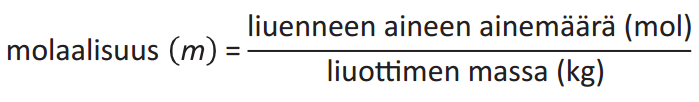 molaalisuus (m) = liuenneen aineen ainemäärä (mol)
liuottimen massa (kg)